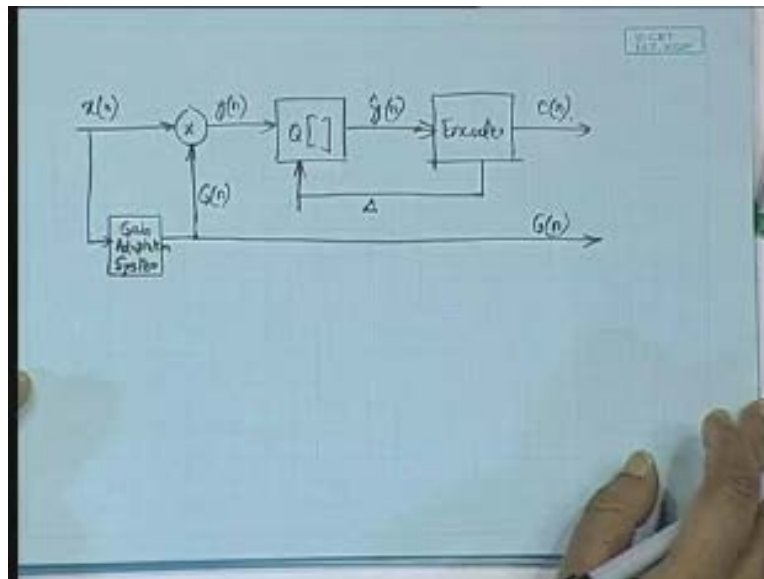 x(n)
y(n)
Q[ ]
ŷ(n)
Encoder
c(n)
G(n)
Δ
Gain
Adaptation
System
G(n)